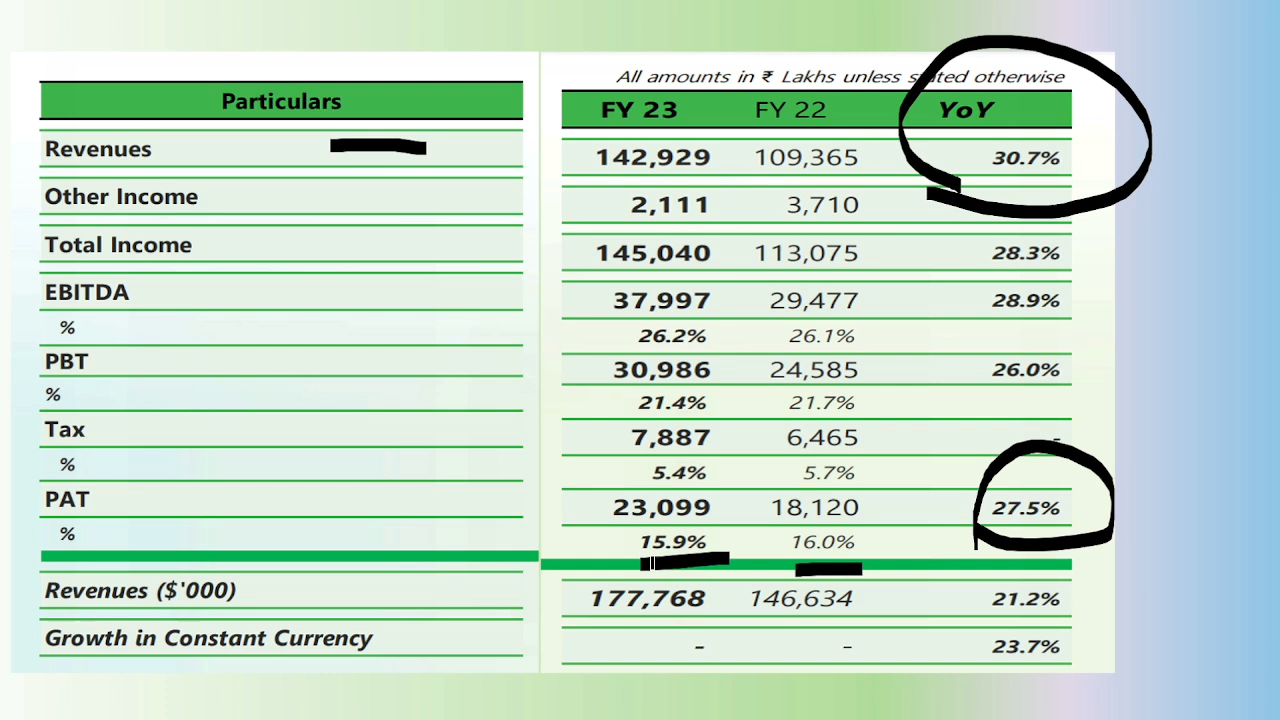 All amounts in ₹ Lakhs unless stated otherwise
Particulars FY 23 FY 22 YoY
Revenues 142,929 109,365 30.7%
Other Income 2,111 3,710
Total Income 145,040 113,075 28.3%
EBITDA 37,997 29,477 28.9%
% 26.2% 26.1%
PBT 30,986 24,585 26.0%
% 21.4% 21.7%
Tax 7,887 6,465 -
% 5.4% 5.7%
PAT 23,099 18,120 27.5%
% 15.9% 16.0%
Revenues ($'000) 177,768 146,634 21.2%
Growth in Constant Currency - - 23.7%